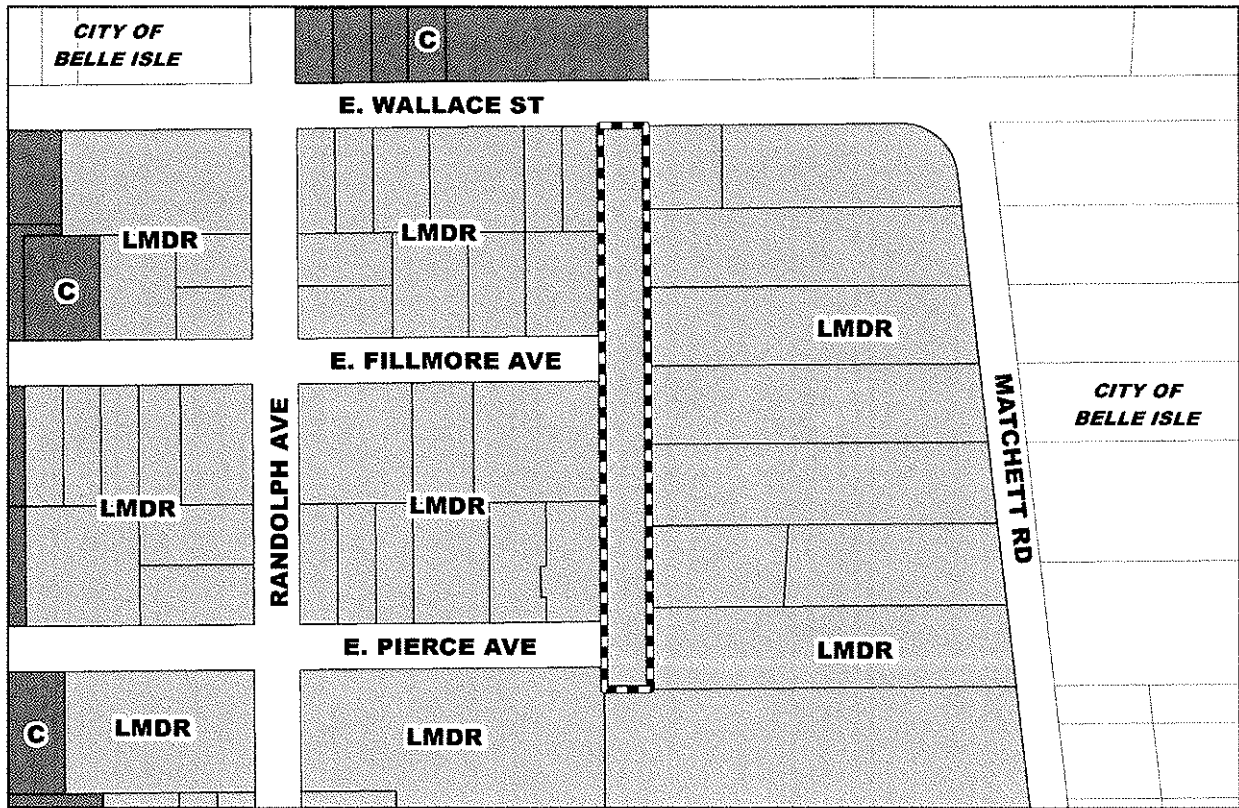 CITY OF
BELLE ISLE
C
E. WALLACE ST
LMDR
LMDR
C
LMDR
E. FILLMORE AVE
MATCHETT RD
CITY OF
BELLE ISLE
RANDOLPH AVE
LMDR
LMDR
E. PIERCE AVE
LMDR
C
LMDR
LMDR